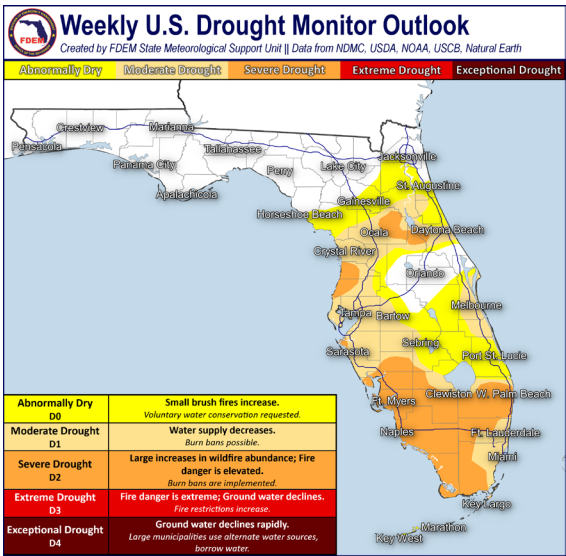 FDEM
Weekly U.S. Drought Monitor Outlook
Created by FDEM State Meteorological Support Unit || Data from NDMC, USDA, NOAA, USCB, Natural Earth
Abnormally Dry Moderate Drought Severe Drought Extreme Drought Exceptional Drought
Crestview
Marianna
Pensacola
Tallahassee
Jacksonville
Panama City
Perry
Lake City
Apalachicola
St. Augustine
Gainesville
Horseshoe Beach
Ocala
Daytona Beach
Crystal River
Orlando
Melbourne
Tampa
Bartow
Sebring
Sarasota
Port St. Lucie
Clewiston
W. Palm Beach
Ft. Myers
Naples
Ft. Lauderdale
Miami
Key Largo
Marathon
Key West
Abnormally Dry
D0
Small brush fires increase.
Voluntary water conservation requested.
Moderate Drought
D1
Water supply decreases.
Burn bans possible.
Severe Drought
D2
Large increases in wildfire abundance; Fire
danger is elevated.
Burn bans are implemented.
Extreme Drought
D3
Fire danger is extreme; Ground water declines.
Fire restrictions increase.
Exceptional Drought
D4
Ground water declines rapidly.
Large municipalities use alternate water sources,
borrow water.